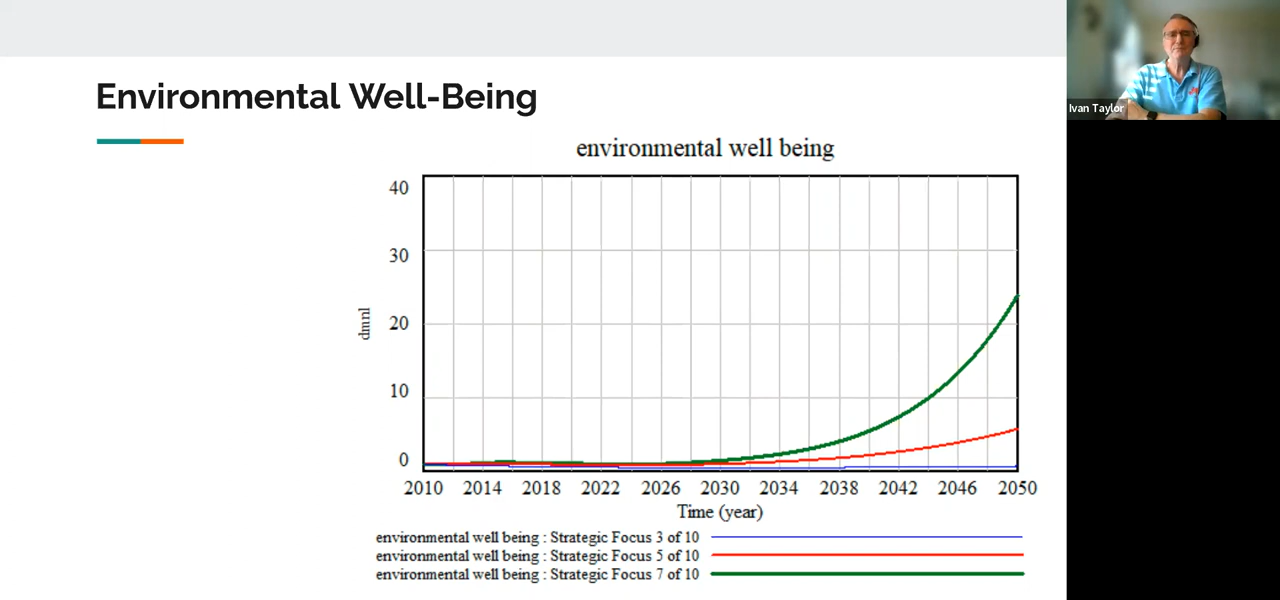 Environmental Well-Being
Ivan Taylor
environmental well being
40
30
20
10
0
dmnl
2010 2014 2018 2022 2026 2030 2034 2038 2042 2046 2050
Time (year)
environmental well being : Strategic Focus 3 of 10
environmental well being : Strategic Focus 5 of 10
environmental well being : Strategic Focus 7 of 10